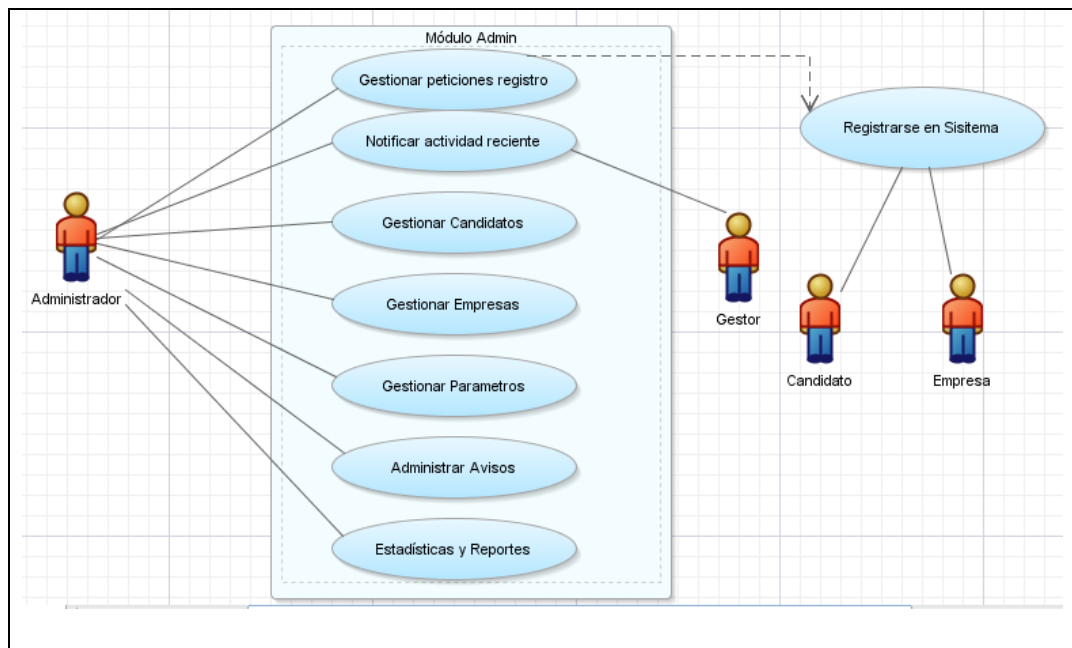 Módulo Admin
Gestionar peticiones registro
Registrarse en Sisitema
Notificar actividad reciente
Gestionar Candidatos
Administrador
Gestionar Empresas
Gestor
Candidato
Empresa
Gestionar Parametros
Administrar Avisos
Estadísticas y Reportes